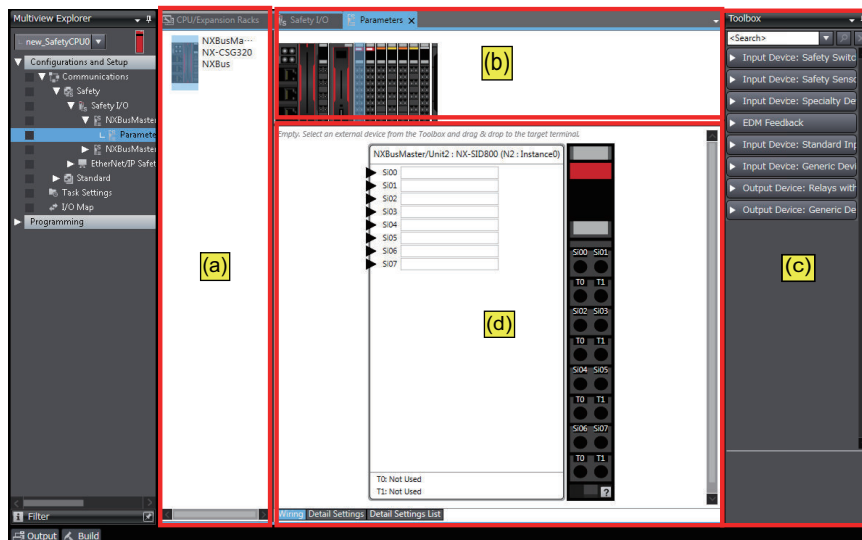 Multiview Explorer
new_SafetyCPU0
Configurations and Setup
Communications
Safety
Safety I/O
NXBusMaster
Paramete
NXBusMaster
EtherNet/IP Safet
Standard
Task Settings
I/O Map
Programming
Filter
Output
Build
CPU/Expansion Racks
NXBusMa···
NX-CSG320
NXBus
(a)
Safety I/O
Parameters
(b)
Empty. Select an external device from the Toolbox and drag & drop to the target terminal.
NXBusMaster/Unit2 : NX-SID800 (N2 : Instance0)
Si00
Si01
Si02
Si03
Si04
Si05
Si06
Si07
(d)
T0: Not Used
T1: Not Used
Si00 Si01
T0 T1
Si02 Si03
T0 T1
Si04 Si05
T0 T1
Si06 Si07
T0 T1
?
Wiring
Detail Settings
Detail Settings List
Toolbox
<Search>
Input Device: Safety Switc
Input Device: Safety Senso
Input Device: Specialty De
EDM Feedback
Input Device: Standard Inp
Input Device: Generic Devi
Output Device: Relays with
Output Device: Generic De
(c)